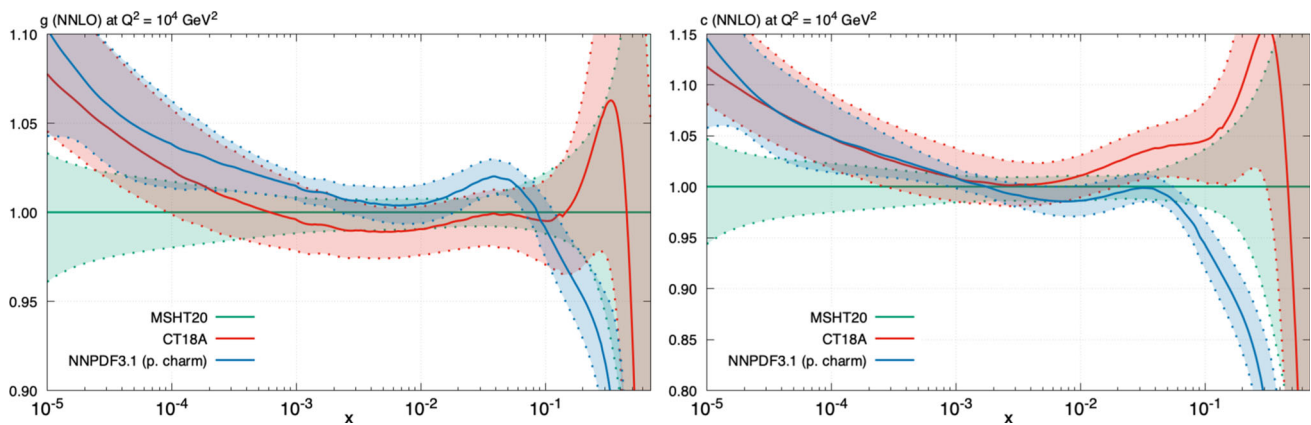 g (NNLO) at Q² = 10⁴ GeV²
1.10
1.05
1.00
0.95
0.90
MSHT20
CT18A
NNPDF3.1 (p. charm)
10⁻⁵
10⁻⁴
10⁻³
10⁻²
10⁻¹
x
c (NNLO) at Q² = 10⁴ GeV²
1.15
1.10
1.05
1.00
0.95
0.90
0.85
0.80
MSHT20
CT18A
NNPDF3.1 (p. charm)
10⁻⁵
10⁻⁴
10⁻³
10⁻²
10⁻¹
x